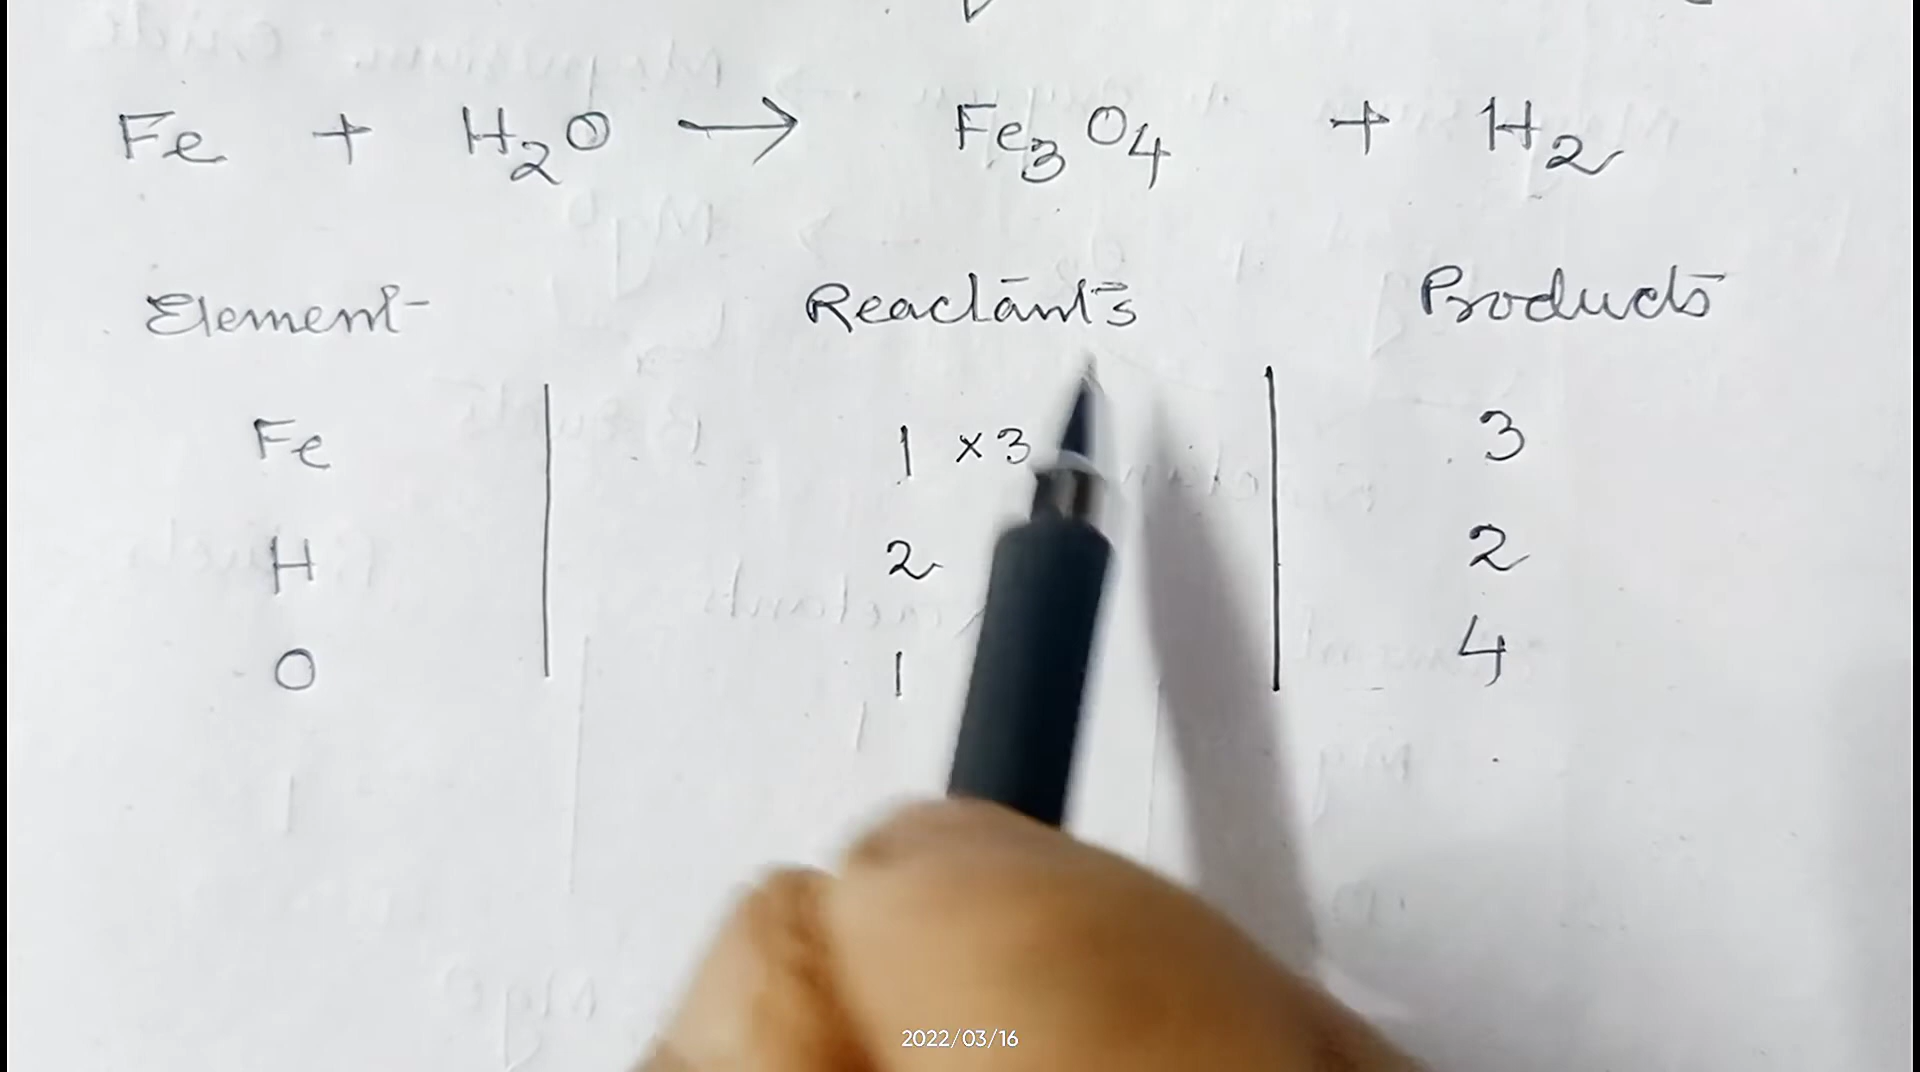 Fe + H2O → Fe3O4 + H2
Element Reactants Products
Fe 1 ×3 3
H 2 2
O 1 4
2022/03/16